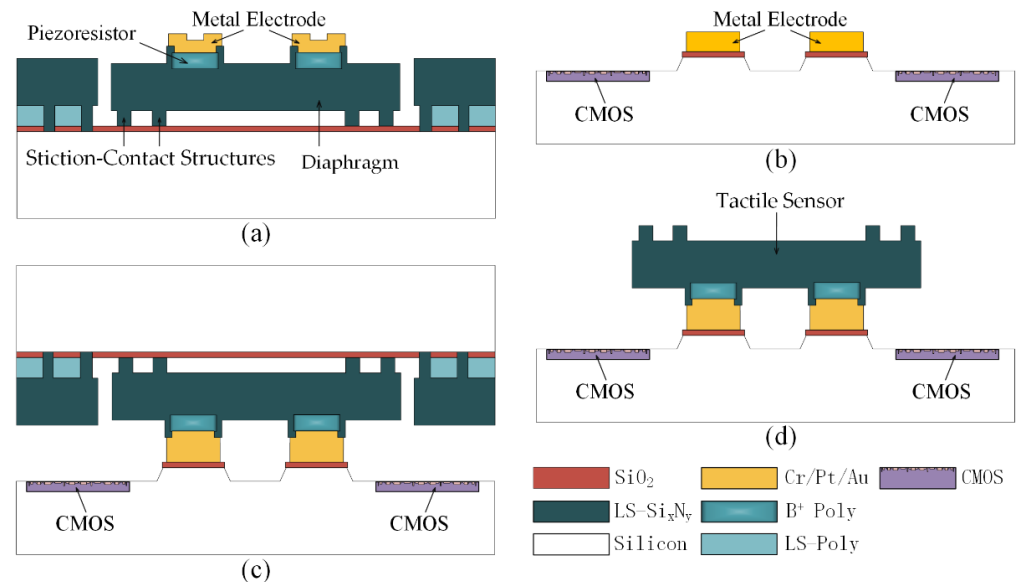 Metal Electrode
Piezoresistor
Stiction-Contact Structures
Diaphragm
(a)
Metal Electrode
CMOS
CMOS
(b)
CMOS
CMOS
(c)
Tactile Sensor
CMOS
CMOS
(d)
SiO₂
Cr/Pt/Au
CMOS
LS-SiₓNᵧ
B⁺ Poly
Silicon
LS-Poly